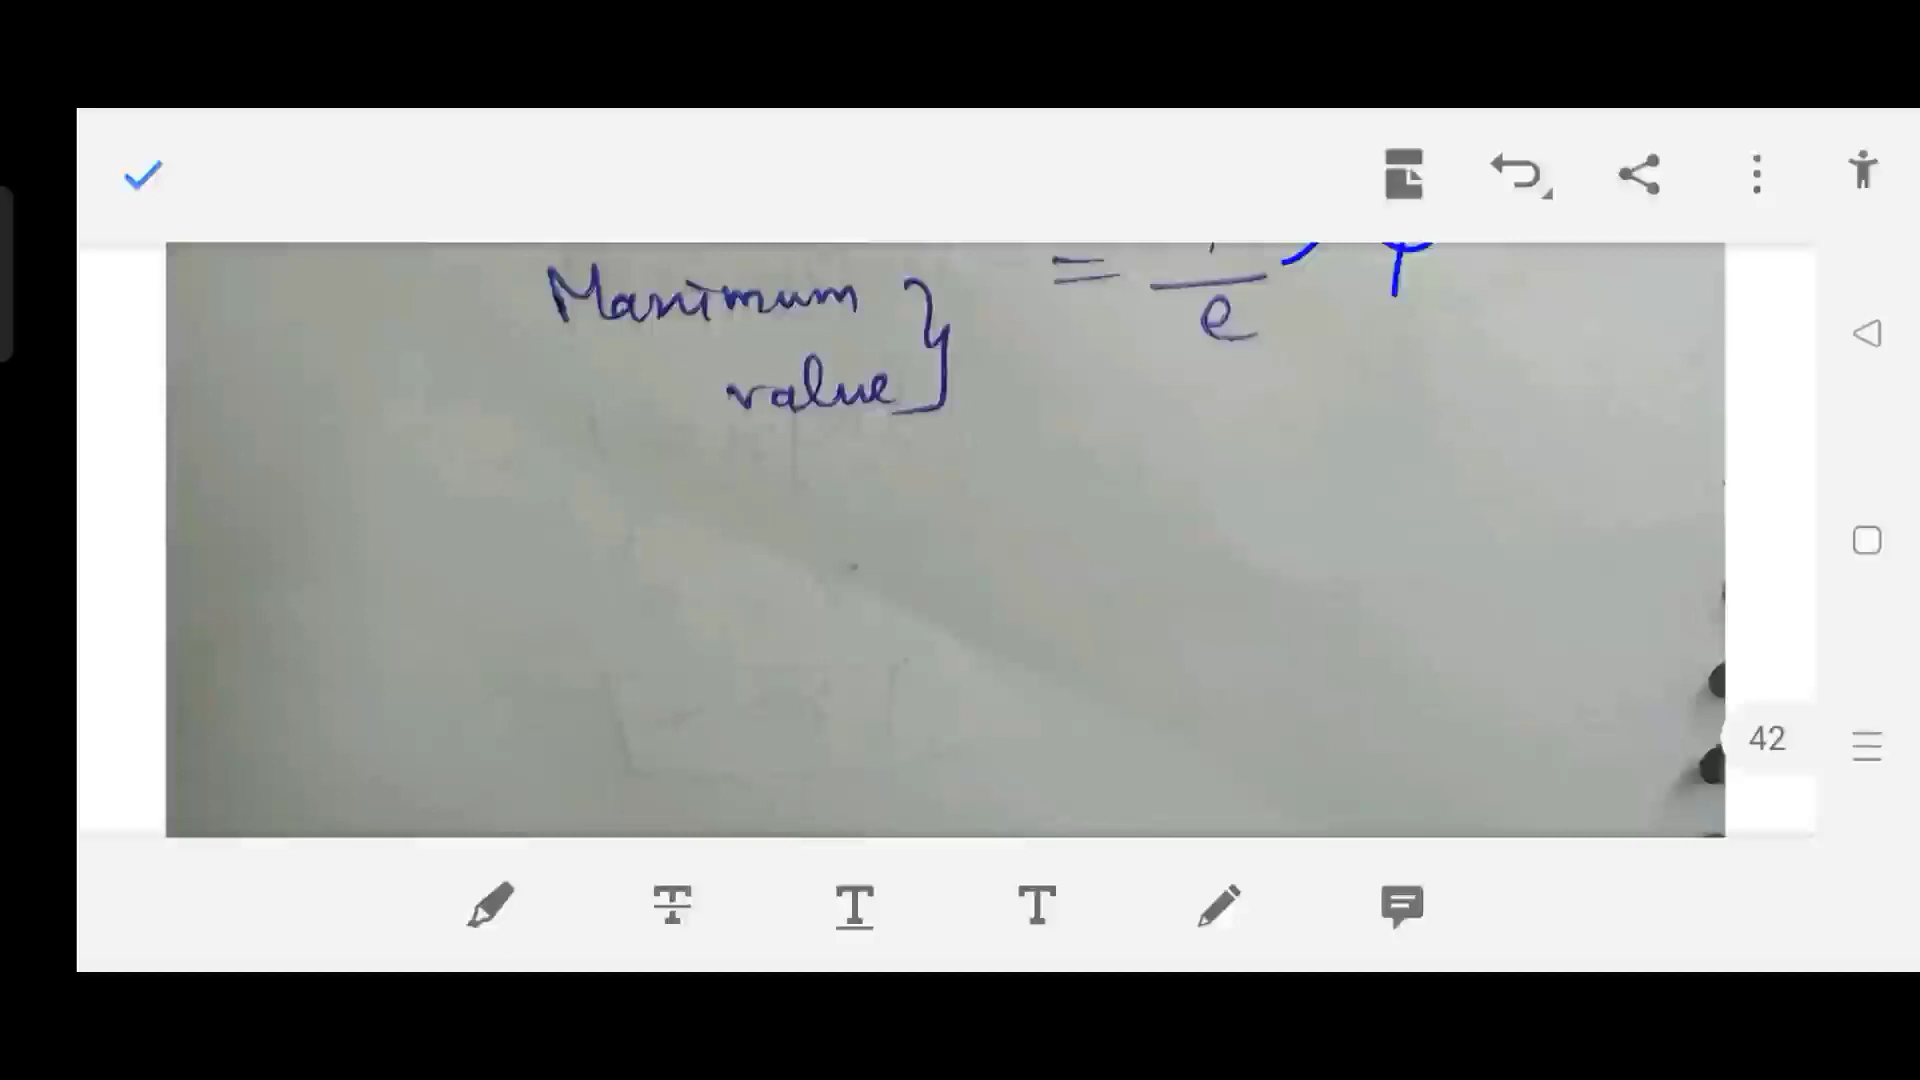 Maximum } = — e
value
42